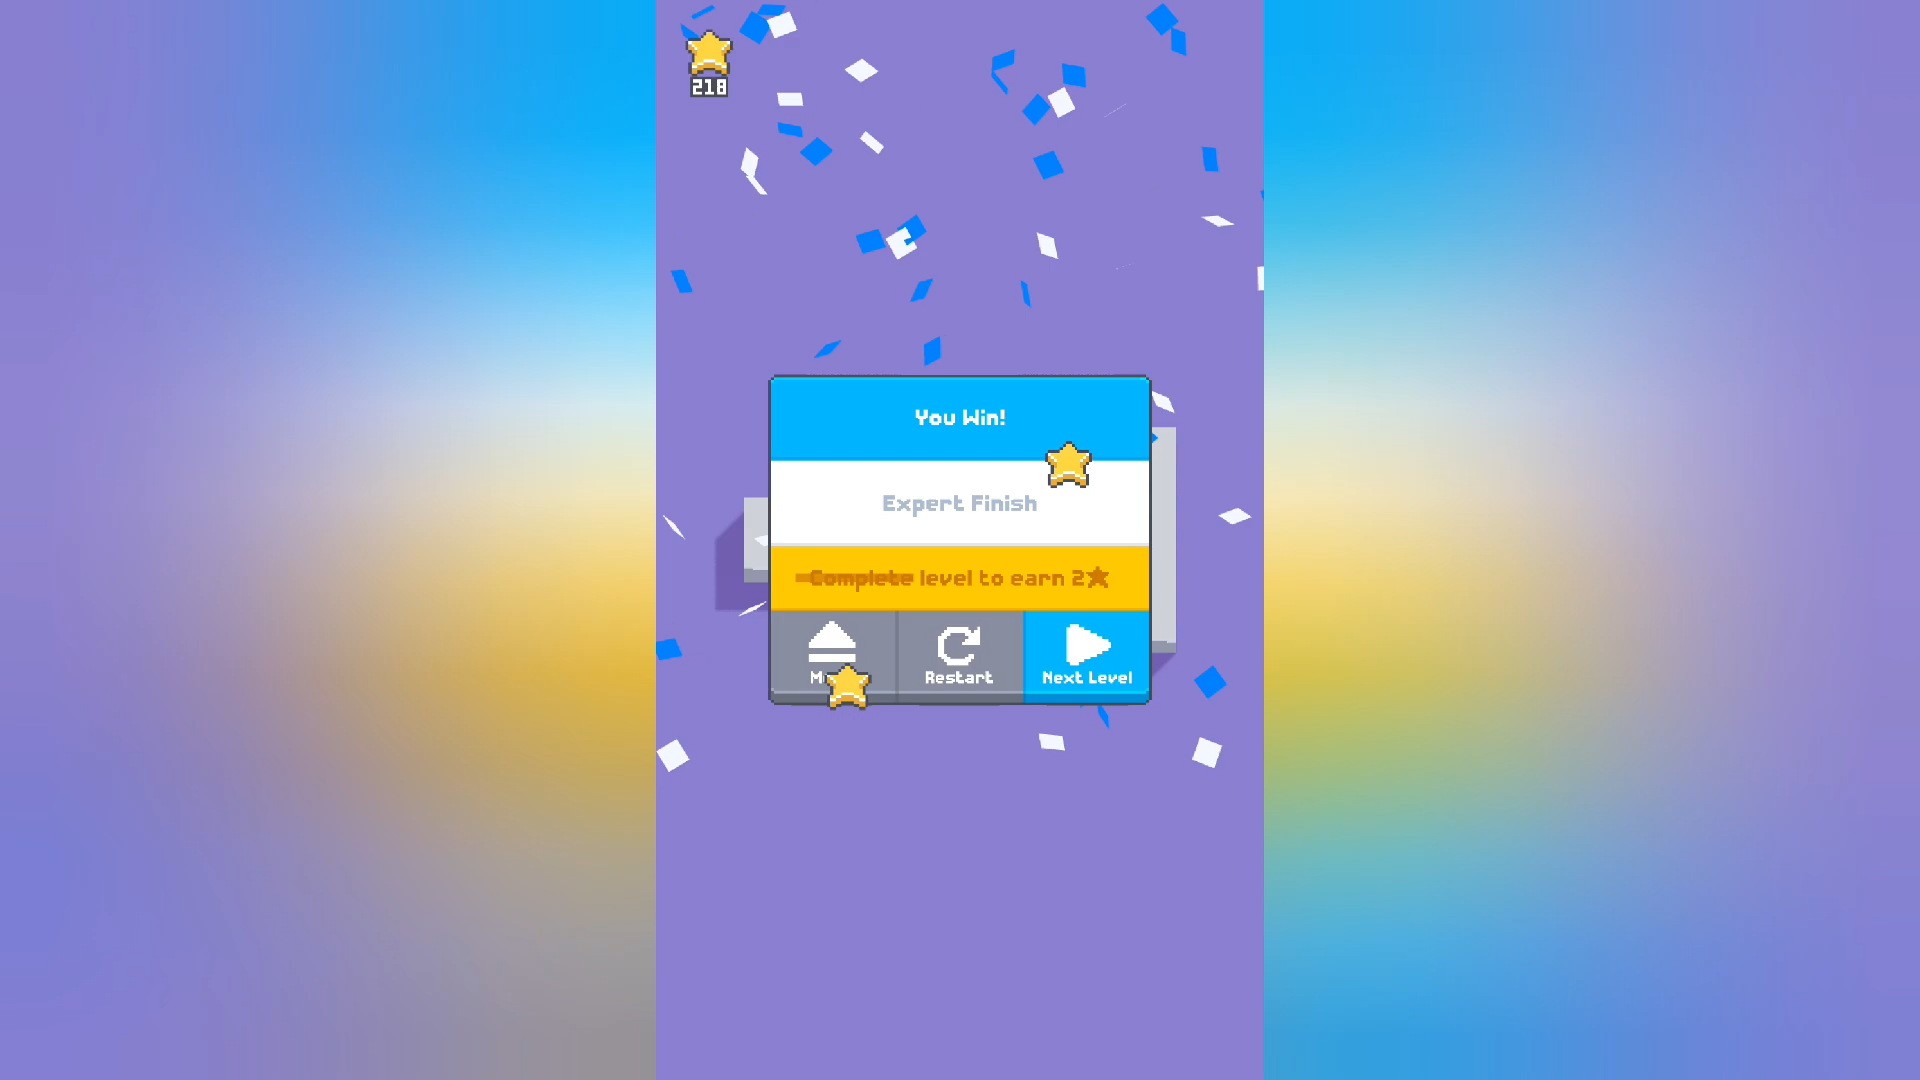 218
You Win!
Expert Finish
Complete level to earn 2
Restart
Next Level